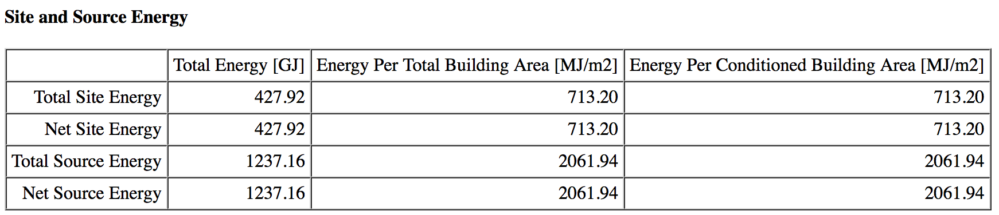 Site and Source Energy
Total Energy [GJ] Energy Per Total Building Area [MJ/m2] Energy Per Conditioned Building Area [MJ/m2]
Total Site Energy 427.92 713.20 713.20
Net Site Energy 427.92 713.20 713.20
Total Source Energy 1237.16 2061.94 2061.94
Net Source Energy 1237.16 2061.94 2061.94